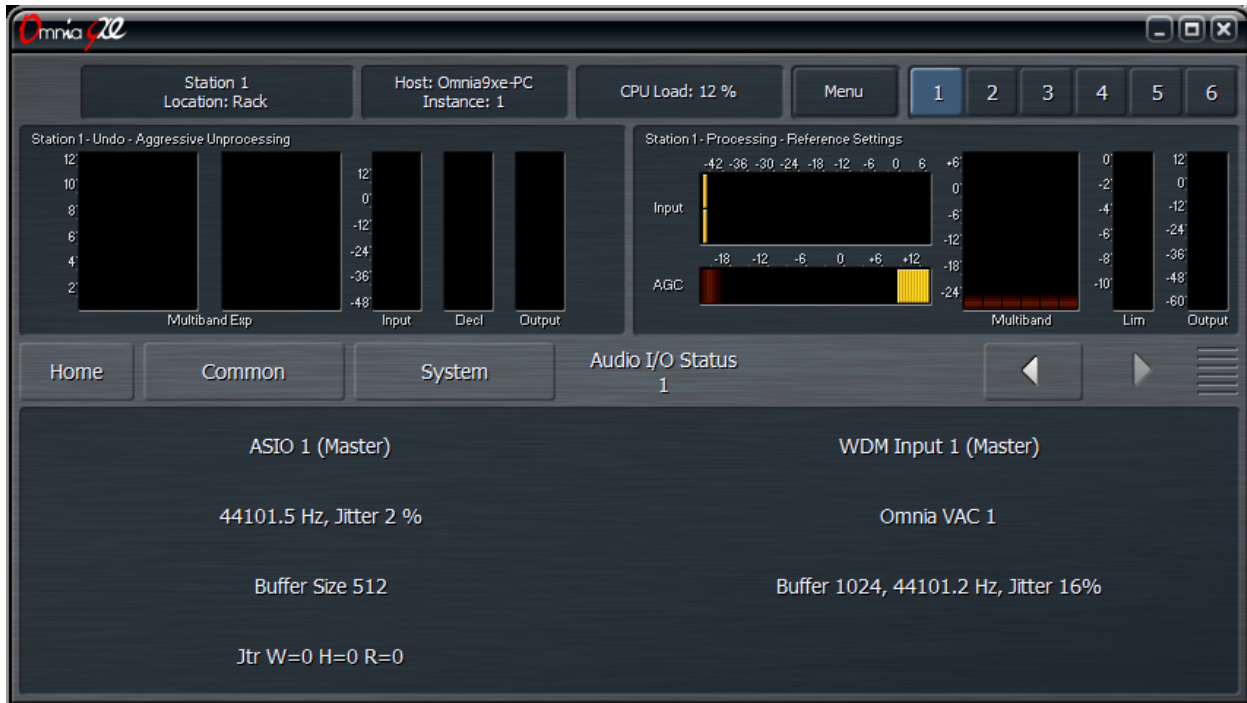 Omnia 9XE
Station 1
Location: Rack
Host: Omnia9xe-PC
Instance: 1
CPU Load: 12 %
Menu
1 2 3 4 5 6
Station 1 - Undo - Aggressive Unprocessing
12
10
8
6
4
2
Multiband Exp
12
0
-12
-24
-36
-48
Input Decl Output
Station 1 - Processing - Reference Settings
-42 -36 -30 -24 -18 -12 -6 0 6
Input
-18 -12 -6 0 +6 +12
AGC
+6
0
-6
-12
-18
-24
Multiband
0
-2
-4
-6
-8
-10
Lim
12
0
-12
-24
-36
-48
-60
Output
Home
Common
System
Audio I/O Status
1
ASIO 1 (Master)
44101.5 Hz, Jitter 2 %
Buffer Size 512
Jtr W=0 H=0 R=0
WDM Input 1 (Master)
Omnia VAC 1
Buffer 1024, 44101.2 Hz, Jitter 16%